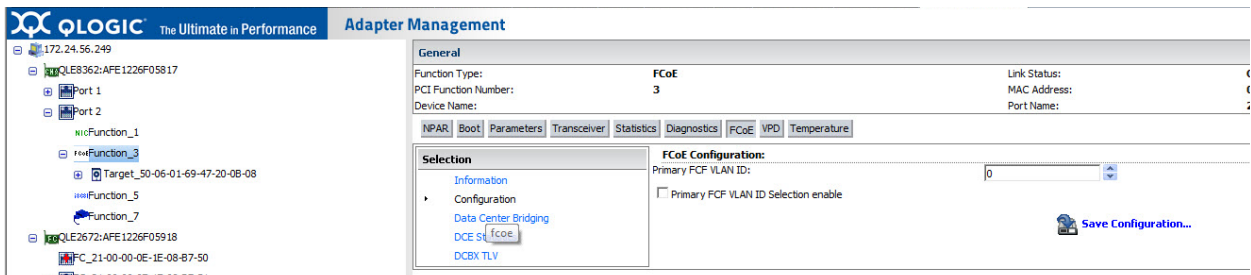 QLOGIC The Ultimate in Performance Adapter Management
172.24.56.249
QLE8362:AFE1226F05817
Port 1
Port 2
NIC Function_1
FCoE Function_3
Target_50-06-01-69-47-20-0B-08
iSCSI Function_5
Function_7
QLE2672:AFE1226F05918
FC_21-00-00-0E-1E-08-B7-50
General
Function Type: FCoE Link Status:
PCI Function Number: 3 MAC Address:
Device Name: Port Name: 2
NPAR Boot Parameters Transceiver Statistics Diagnostics FCoE VPD Temperature
Selection
Information
Configuration
Data Center Bridging
DCE St
fcoe
DCBX TLV
FCoE Configuration:
Primary FCF VLAN ID: 0
Primary FCF VLAN ID Selection enable
Save Configuration...